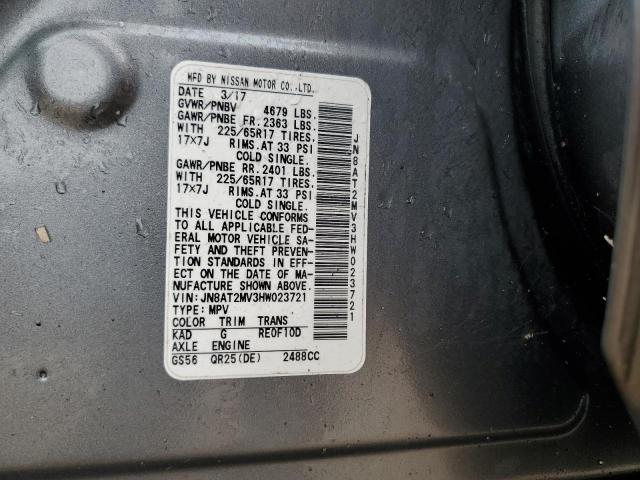 MFD BY NISSAN MOTOR CO.,LTD.
DATE 3/17
GVWR/PNBV 4679 LBS.
GAWR/PNBE FR. 2363 LBS.
WITH 225/65R17 TIRES.
17×7J RIMS.AT 33 PSI
COLD SINGLE.
GAWR/PNBE RR. 2401 LBS.
WITH 225/65R17 TIRES.
17×7J RIMS.AT 33 PSI
COLD SINGLE.
THIS VEHICLE CONFORMS
TO ALL APPLICABLE FED-
ERAL MOTOR VEHICLE SA-
FETY AND THEFT PREVEN-
TION STANDARDS IN EFF-
ECT ON THE DATE OF MA-
NUFACTURE SHOWN ABOVE.
VIN: JN8AT2MV3HW023721
TYPE: MPV
COLOR TRIM TRANS
KAD G RE0F10D
AXLE ENGINE
GS56 QR25(DE) 2488CC
JN8AT2MV3HW023721